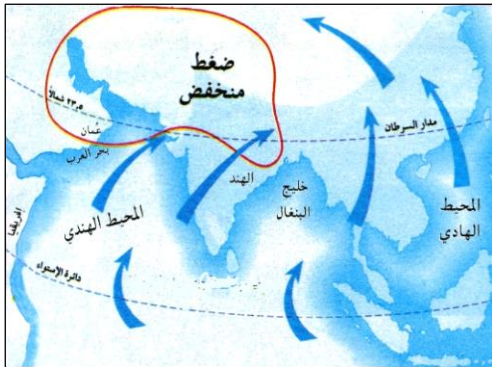 ضغط
منخفض
٢٣٫٥ شمالاً
عُمان
بحر العرب
مدار السرطان
الهند
خليج
البنغال
المحيط
الهادي
المحيط الهندي
إفريقيا
دائرة الإستواء